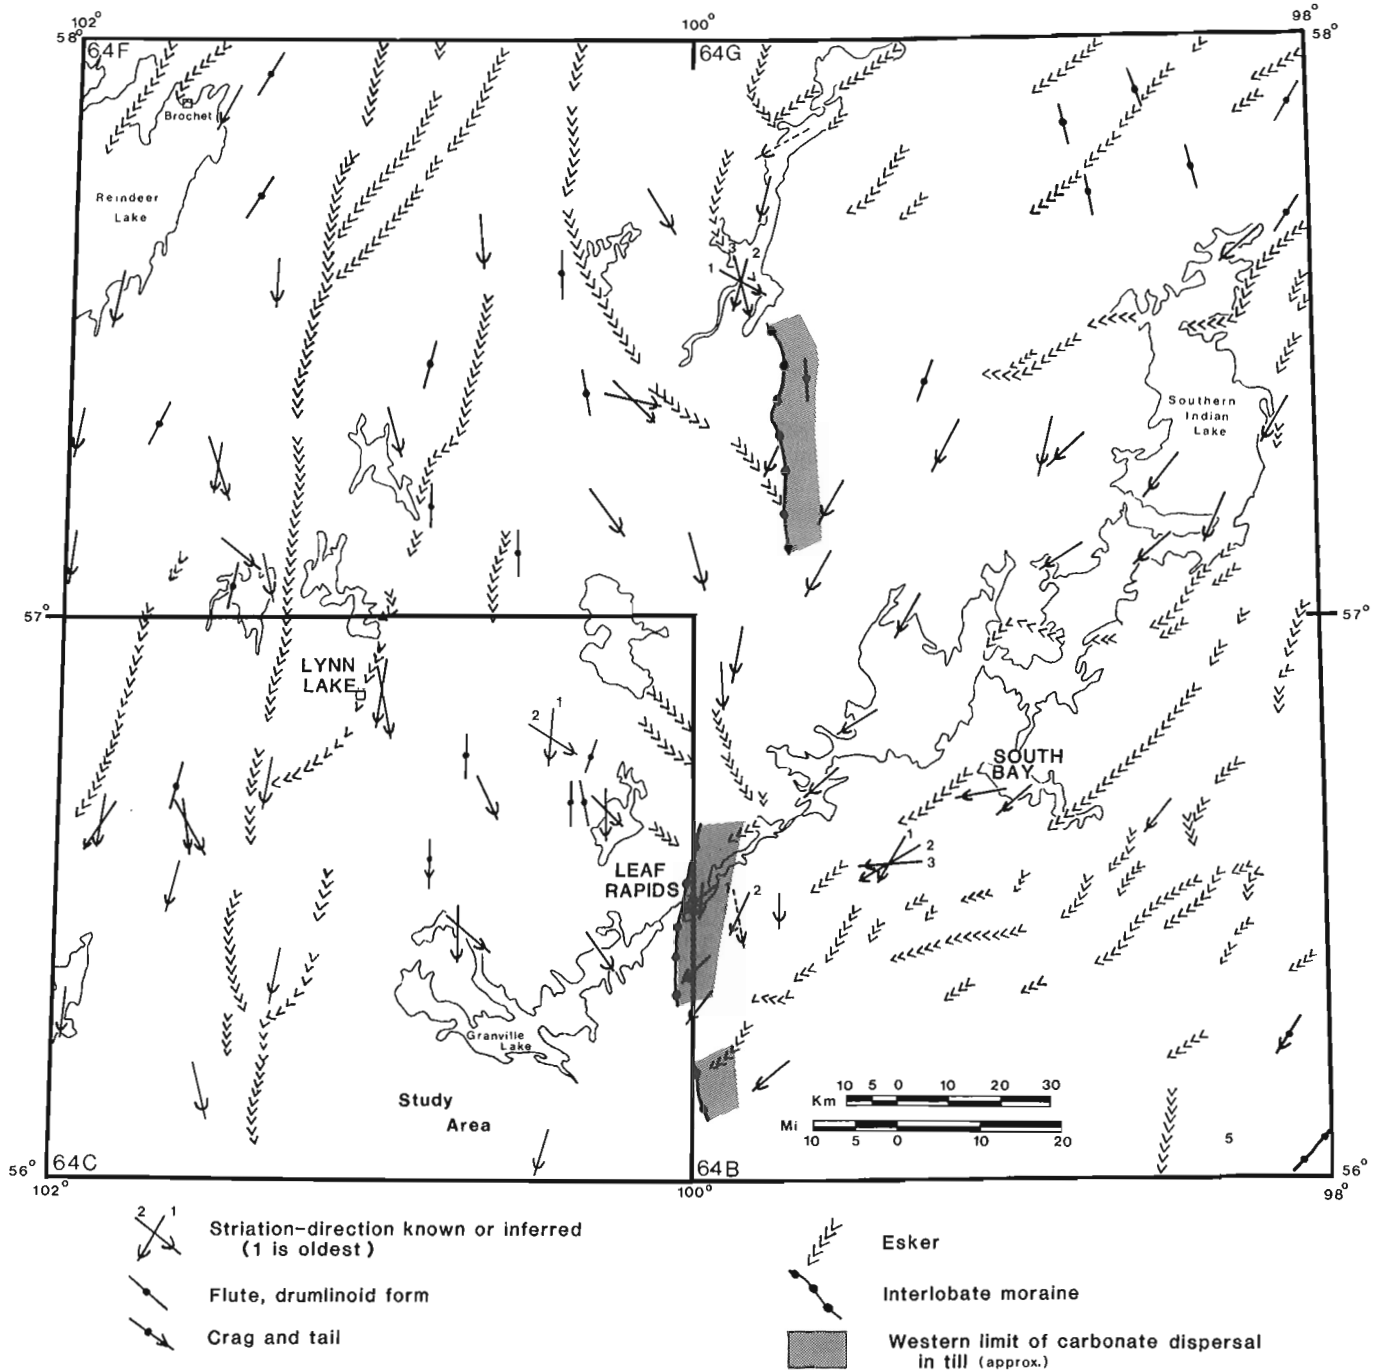 102°
100°
98°
58°
64F
64G
58°
Brochet
Reindeer
Lake
3
1
2
Southern
Indian
Lake
57°
57°
LYNN
LAKE
2
1
SOUTH
BAY
1
2
3
LEAF
RAPIDS
1
2
Granville
Lake
Study
Area
10 5 0 10 20 30
Km
Mi
10 5 0 10 20
5
56°
64C
64B
56°
102°
100°
98°
2 1
Striation-direction known or inferred
(1 is oldest)
Flute, drumlinoid form
Crag and tail
Esker
Interlobate moraine
Western limit of carbonate dispersal
in till (approx.)